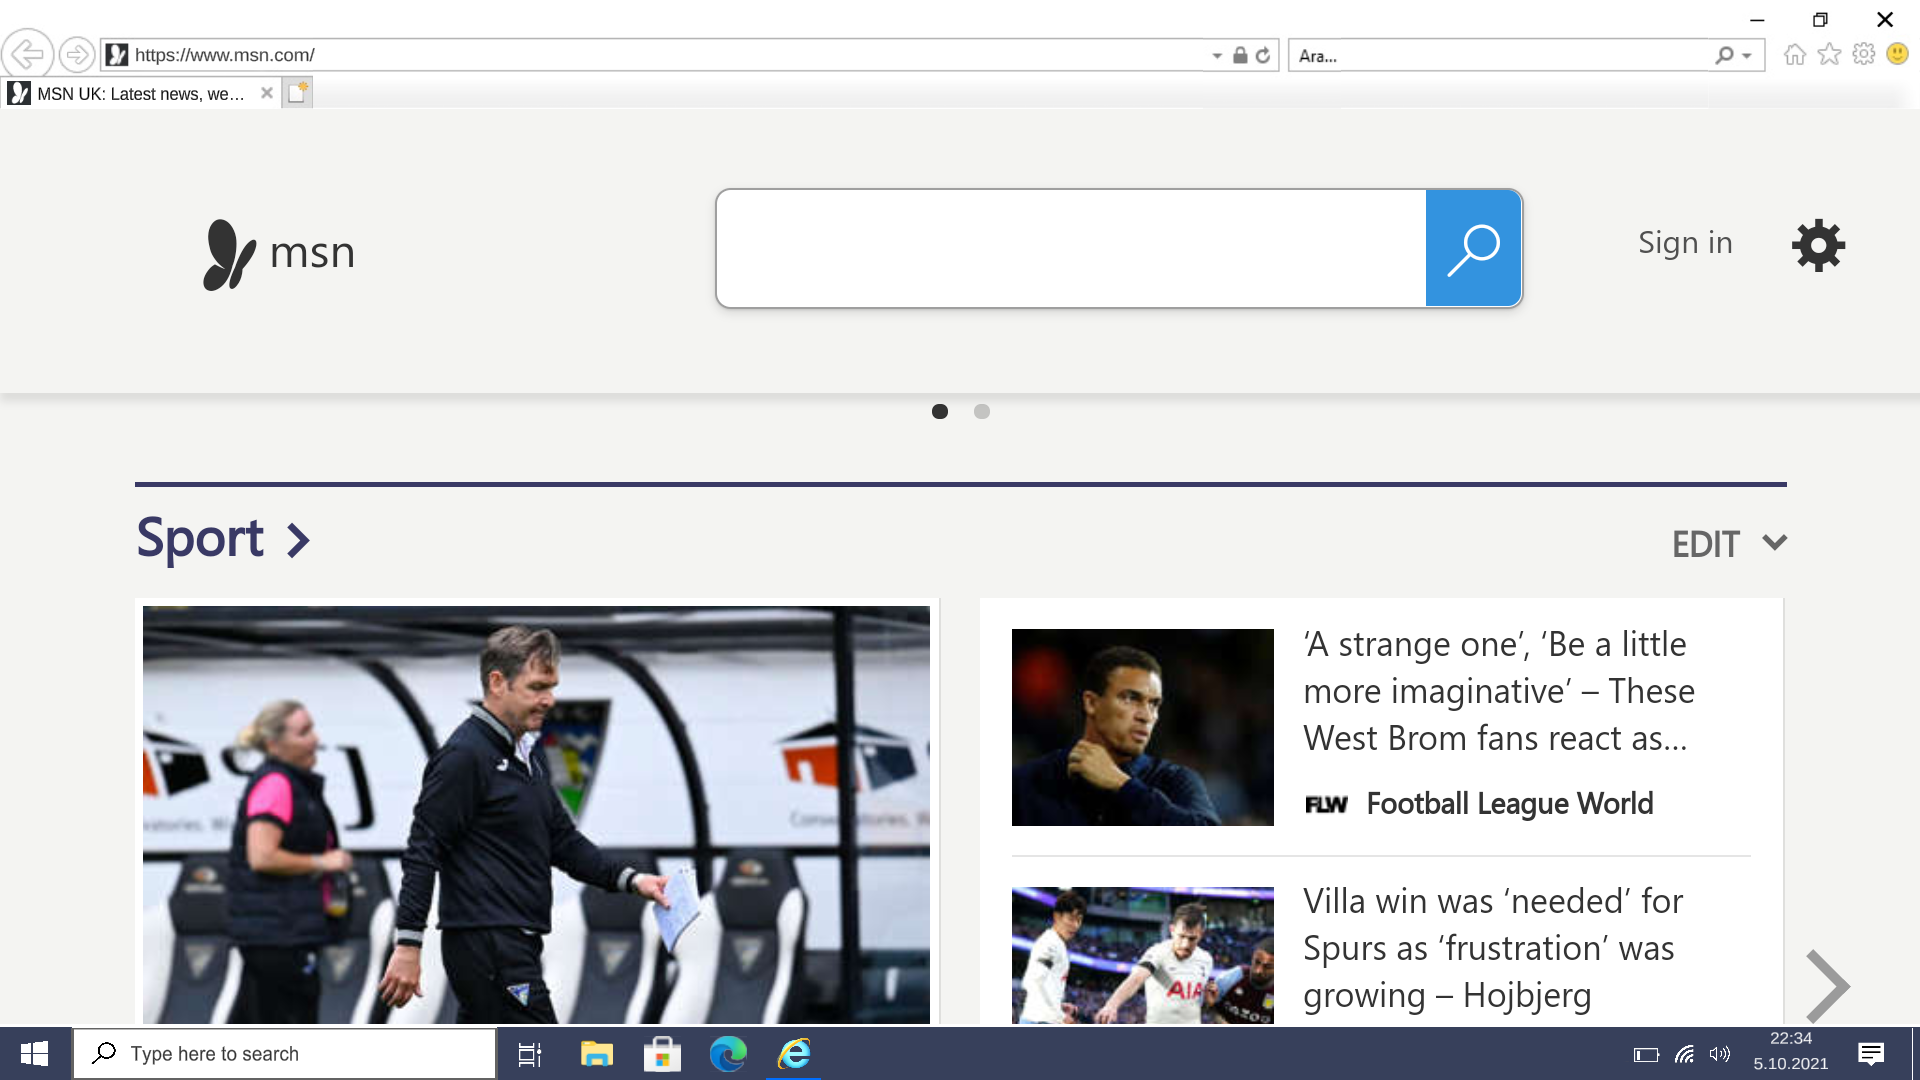 https://www.msn.com/
Ara...
MSN UK: Latest news, we...
msn
Sign in
Sport
EDIT
‘A strange one’, ‘Be a little
more imaginative’ – These
West Brom fans react as...
FLW Football League World
Villa win was ‘needed’ for
Spurs as ‘frustration’ was
growing – Hojbjerg
AIA
Type here to search
22:34
5.10.2021